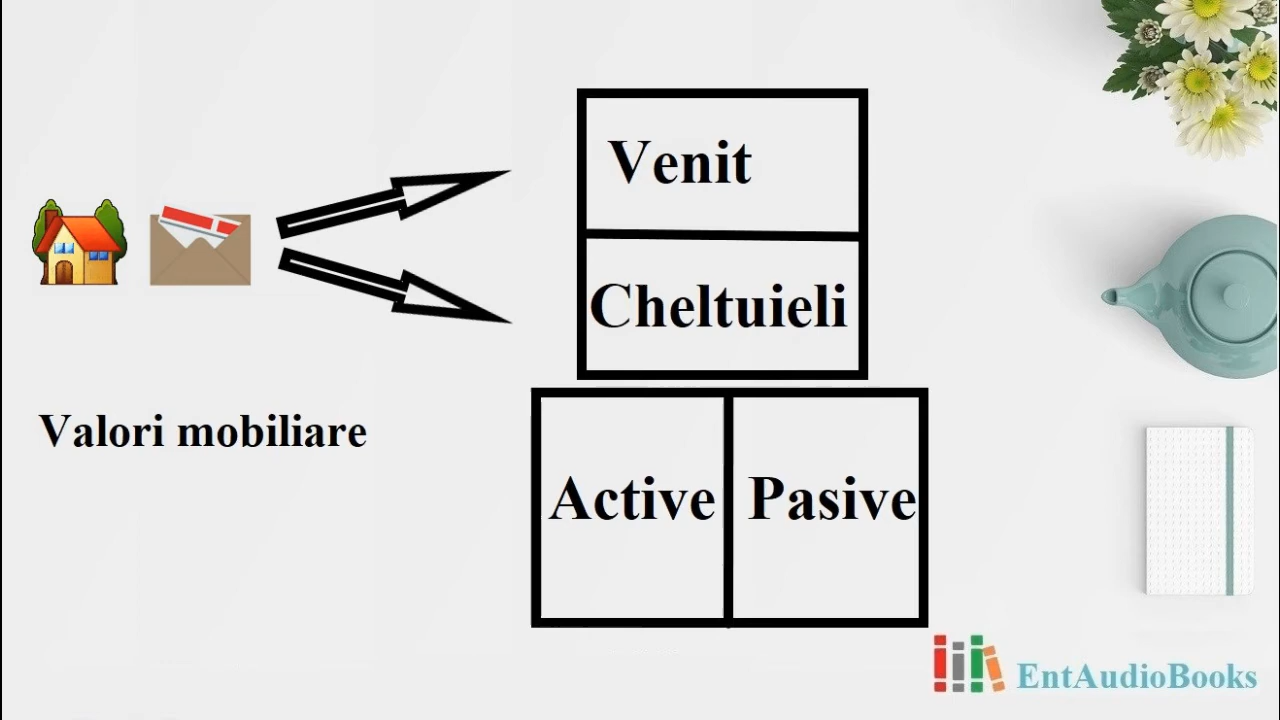 Venit
Cheltuieli
Valori mobiliare
Active
Pasive
EntAudioBooks